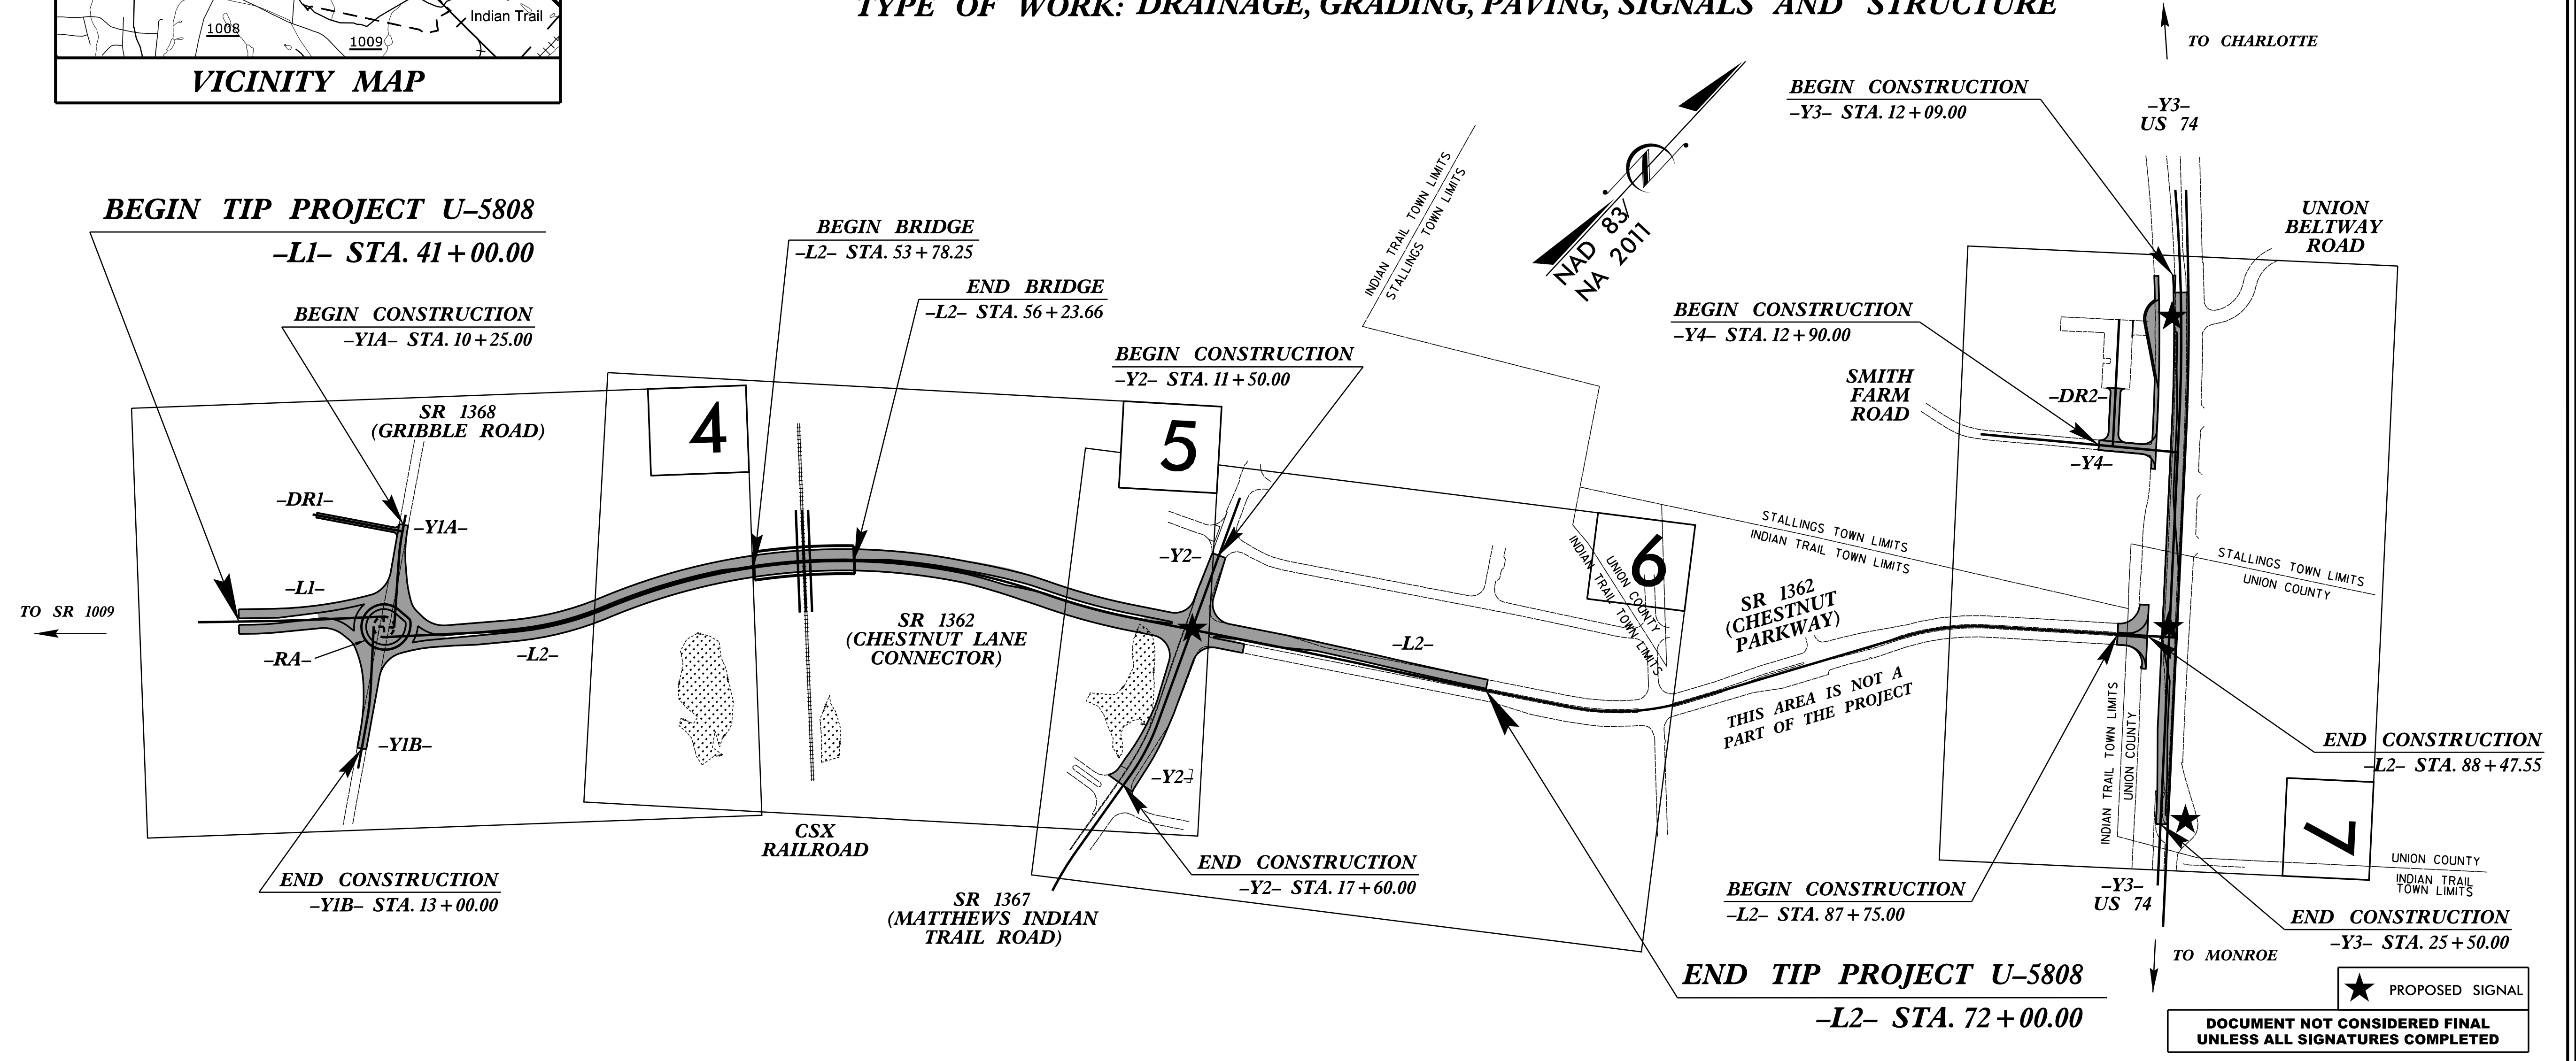 TYPE OF WORK: DRAINAGE, GRADING, PAVING, SIGNALS AND STRUCTURE
Indian Trail
1008
1009
VICINITY MAP
TO CHARLOTTE
BEGIN CONSTRUCTION
–Y3– STA. 12+09.00
–Y3–
US 74
UNION
BELTWAY
ROAD
NAD 83/
NA 2011
INDIAN TRAIL TOWN LIMITS
STALLINGS TOWN LIMITS
BEGIN TIP PROJECT U–5808
–L1– STA. 41+00.00
BEGIN BRIDGE
–L2– STA. 53+78.25
END BRIDGE
–L2– STA. 56+23.66
BEGIN CONSTRUCTION
–Y1A– STA. 10+25.00
BEGIN CONSTRUCTION
–Y2– STA. 11+50.00
BEGIN CONSTRUCTION
–Y4– STA. 12+90.00
SMITH
FARM
ROAD
–DR2–
–Y4–
SR 1368
(GRIBBLE ROAD)
4
5
6
7
–DR1–
–Y1A–
–L1–
TO SR 1009
–RA–
–L2–
–Y1B–
SR 1362
(CHESTNUT LANE
CONNECTOR)
–Y2–
–Y2–
–L2–
UNION COUNTY
INDIAN TRAIL TOWN LIMITS
STALLINGS TOWN LIMITS
INDIAN TRAIL TOWN LIMITS
SR 1362
(CHESTNUT
PARKWAY)
THIS AREA IS NOT A
PART OF THE PROJECT
STALLINGS TOWN LIMITS
UNION COUNTY
INDIAN TRAIL TOWN LIMITS
UNION COUNTY
END CONSTRUCTION
–L2– STA. 88+47.55
CSX
RAILROAD
END CONSTRUCTION
–Y1B– STA. 13+00.00
END CONSTRUCTION
–Y2– STA. 17+60.00
SR 1367
(MATTHEWS INDIAN
TRAIL ROAD)
BEGIN CONSTRUCTION
–L2– STA. 87+75.00
UNION COUNTY
INDIAN TRAIL
TOWN LIMITS
–Y3–
US 74
END CONSTRUCTION
–Y3– STA. 25+50.00
TO MONROE
END TIP PROJECT U–5808
–L2– STA. 72+00.00
PROPOSED SIGNAL
DOCUMENT NOT CONSIDERED FINAL
UNLESS ALL SIGNATURES COMPLETED